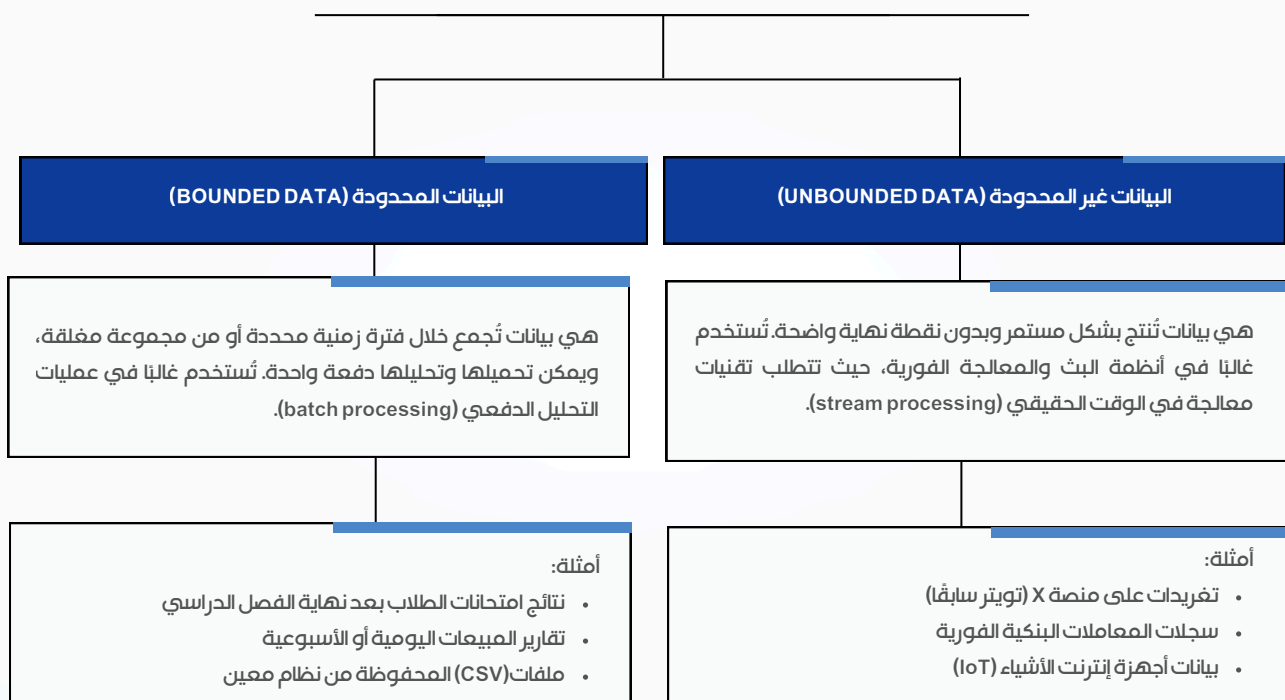 البيانات غير المحدودة (UNBOUNDED DATA)
هي بيانات تُنتج بشكل مستمر وبدون نقطة نهاية واضحة. تُستخدم
غالبًا في أنظمة البث والمعالجة الفورية، حيث تتطلب تقنيات
معالجة في الوقت الحقيقي (stream processing).
أمثلة:
• تغريدات على منصة X (تويتر سابقًا)
• سجلات المعاملات البنكية الفورية
• بيانات أجهزة إنترنت الأشياء (IoT)
البيانات المحدودة (BOUNDED DATA)
هي بيانات تُجمع خلال فترة زمنية محددة أو من مجموعة مغلقة،
ويمكن تحميلها وتحليلها دفعة واحدة. تُستخدم غالبًا في عمليات
التحليل الدفعي (batch processing).
أمثلة:
• نتائج امتحانات الطلاب بعد نهاية الفصل الدراسي
• تقارير المبيعات اليومية أو الأسبوعية
• ملفات(CSV) المحفوظة من نظام معين